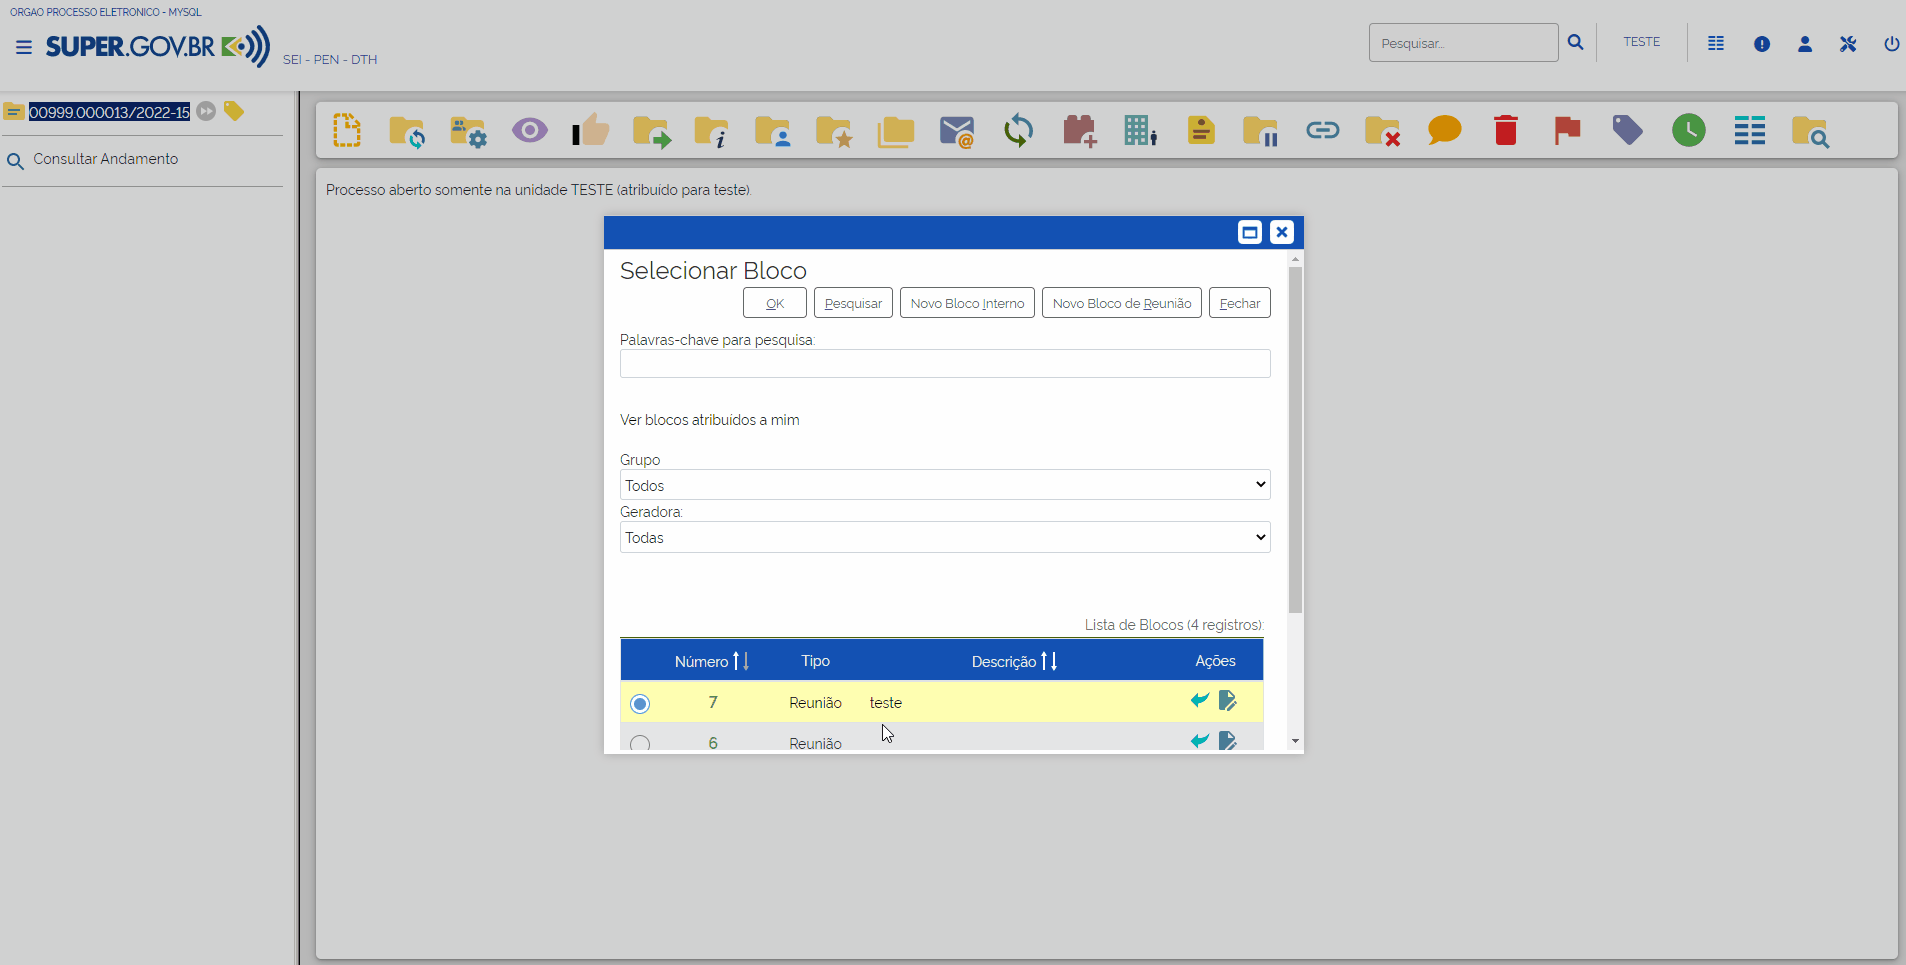 ORGAO PROCESSO ELETRONICO - MYSQL
SUPER.GOV.BR
SEI - PEN - DTH
Pesquisar...
TESTE
00999.000013/2022-15
Consultar Andamento
Processo aberto somente na unidade TESTE (atribuído para teste).
Selecionar Bloco
OK Pesquisar Novo Bloco Interno Novo Bloco de Reunião Fechar
Palavras-chave para pesquisa:
Ver blocos atribuídos a mim
Grupo
Todos
Geradora:
Todas
Lista de Blocos (4 registros):
Número Tipo Descrição Ações
7 Reunião teste
6 Reunião